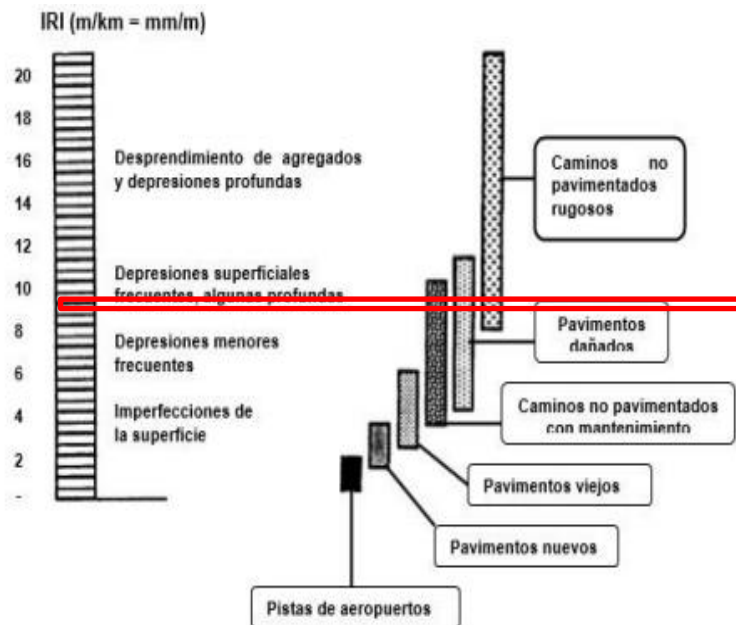 IRI (m/km = mm/m)
20
18
16
14
12
10
8
6
4
2
-
Desprendimiento de agregados
y depresiones profundas
Depresiones superficiales
frecuentes, algunas profundas
Depresiones menores
frecuentes
Imperfecciones de
la superficie
Caminos no
pavimentados
rugosos
Pavimentos
dañados
Caminos no pavimentados
con mantenimiento
Pavimentos viejos
Pavimentos nuevos
Pistas de aeropuertos